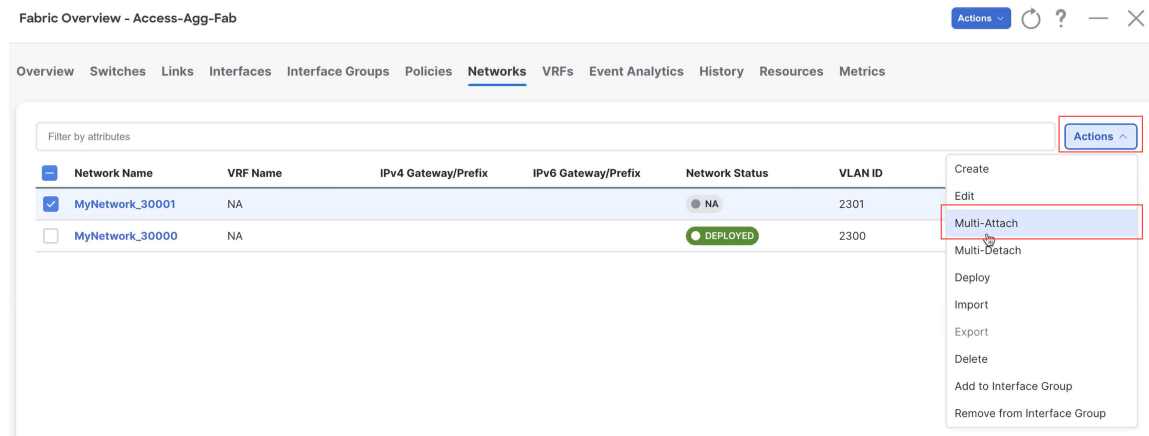 Fabric Overview - Access-Agg-Fab
Actions
?
Overview Switches Links Interfaces Interface Groups Policies Networks VRFs Event Analytics History Resources Metrics
Filter by attributes
Actions
Network Name VRF Name IPv4 Gateway/Prefix IPv6 Gateway/Prefix Network Status VLAN ID
MyNetwork_30001 NA NA 2301
MyNetwork_30000 NA DEPLOYED 2300
Create
Edit
Multi-Attach
Multi-Detach
Deploy
Import
Export
Delete
Add to Interface Group
Remove from Interface Group